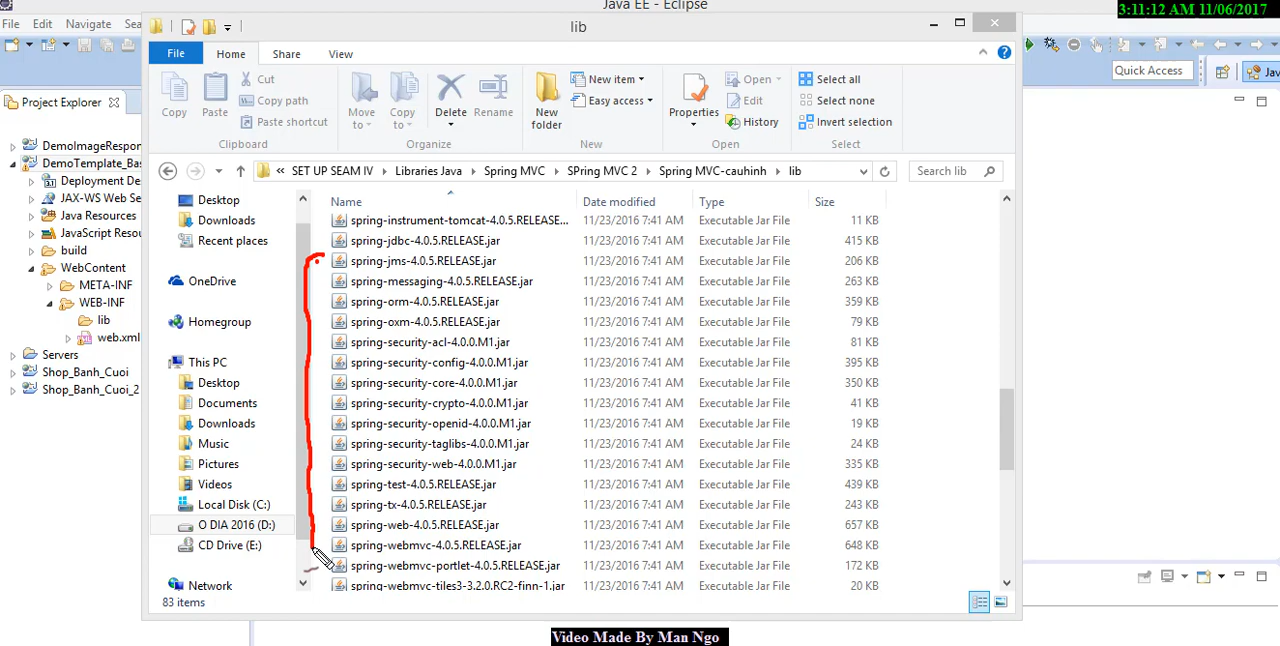 Java EE - Eclipse
3:11:12 AM 11/06/2017
File Edit Navigate Sea
lib
File Home Share View
Quick Access
Cut
Copy path
Paste shortcut
Copy
Paste
Clipboard
Move to
Copy to
Delete
Rename
Organize
New folder
New item
Easy access
New
Properties
Open
Edit
History
Open
Select all
Select none
Invert selection
Select
Project Explorer
« SET UP SEAM IV Libraries Java Spring MVC SPring MVC 2 Spring MVC-cauhinh lib
Search lib
DemoImageRespon
DemoTemplate_Bas
Deployment De
JAX-WS Web Se
Java Resources
JavaScript Resou
build
WebContent
META-INF
WEB-INF
lib
web.xml
Servers
Shop_Banh_Cuoi
Shop_Banh_Cuoi_2
Desktop
Downloads
Recent places
OneDrive
Homegroup
This PC
Desktop
Documents
Downloads
Music
Pictures
Videos
Local Disk (C:)
O DIA 2016 (D:)
CD Drive (E:)
Network
Name Date modified Type Size
spring-instrument-tomcat-4.0.5.RELEASE... 11/23/2016 7:41 AM Executable Jar File 11 KB
spring-jdbc-4.0.5.RELEASE.jar 11/23/2016 7:41 AM Executable Jar File 415 KB
spring-jms-4.0.5.RELEASE.jar 11/23/2016 7:41 AM Executable Jar File 206 KB
spring-messaging-4.0.5.RELEASE.jar 11/23/2016 7:41 AM Executable Jar File 263 KB
spring-orm-4.0.5.RELEASE.jar 11/23/2016 7:41 AM Executable Jar File 359 KB
spring-oxm-4.0.5.RELEASE.jar 11/23/2016 7:41 AM Executable Jar File 79 KB
spring-security-acl-4.0.0.M1.jar 11/23/2016 7:41 AM Executable Jar File 81 KB
spring-security-config-4.0.0.M1.jar 11/23/2016 7:41 AM Executable Jar File 395 KB
spring-security-core-4.0.0.M1.jar 11/23/2016 7:41 AM Executable Jar File 350 KB
spring-security-crypto-4.0.0.M1.jar 11/23/2016 7:41 AM Executable Jar File 41 KB
spring-security-openid-4.0.0.M1.jar 11/23/2016 7:41 AM Executable Jar File 19 KB
spring-security-taglibs-4.0.0.M1.jar 11/23/2016 7:41 AM Executable Jar File 24 KB
spring-security-web-4.0.0.M1.jar 11/23/2016 7:41 AM Executable Jar File 335 KB
spring-test-4.0.5.RELEASE.jar 11/23/2016 7:41 AM Executable Jar File 439 KB
spring-tx-4.0.5.RELEASE.jar 11/23/2016 7:41 AM Executable Jar File 243 KB
spring-web-4.0.5.RELEASE.jar 11/23/2016 7:41 AM Executable Jar File 657 KB
spring-webmvc-4.0.5.RELEASE.jar 11/23/2016 7:41 AM Executable Jar File 648 KB
spring-webmvc-portlet-4.0.5.RELEASE.jar 11/23/2016 7:41 AM Executable Jar File 172 KB
spring-webmvc-tiles3-3.2.0.RC2-finn-1.jar 11/23/2016 7:41 AM Executable Jar File 20 KB
83 items
Jav
Video Made By Man Ngo